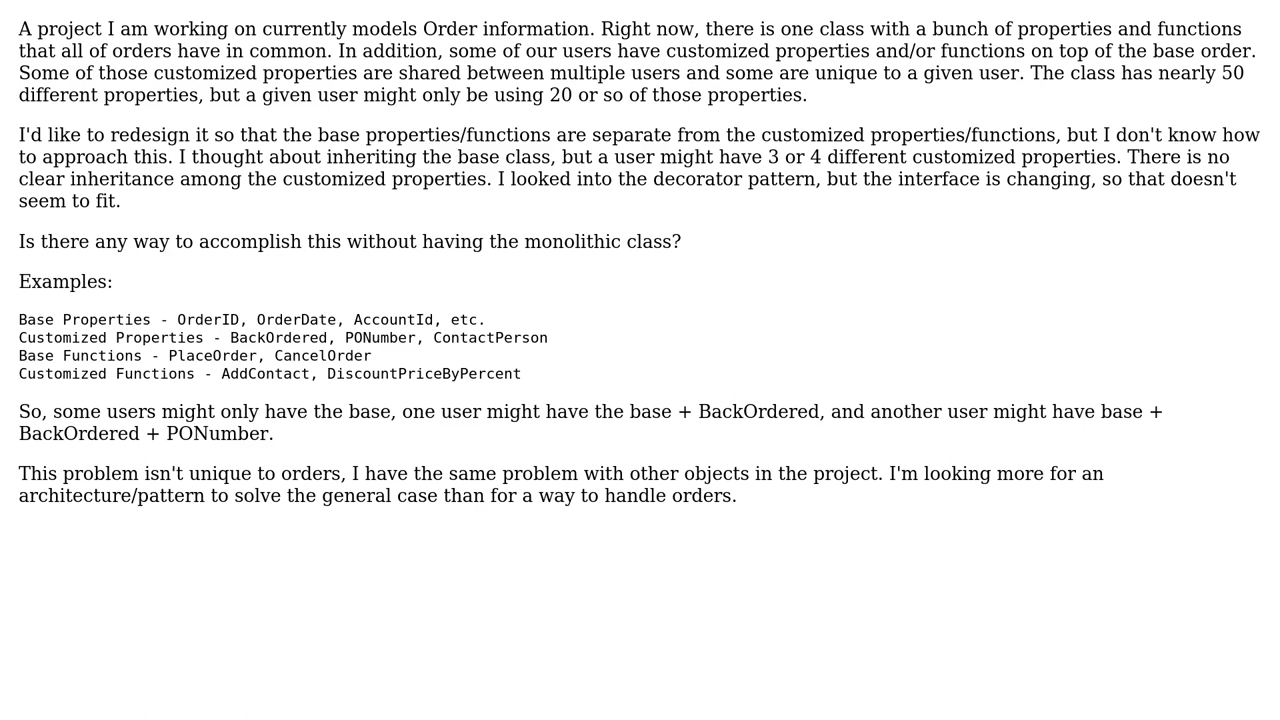 A project I am working on currently models Order information. Right now, there is one class with a bunch of properties and functions
that all of orders have in common. In addition, some of our users have customized properties and/or functions on top of the base order.
Some of those customized properties are shared between multiple users and some are unique to a given user. The class has nearly 50
different properties, but a given user might only be using 20 or so of those properties.
I'd like to redesign it so that the base properties/functions are separate from the customized properties/functions, but I don't know how
to approach this. I thought about inheriting the base class, but a user might have 3 or 4 different customized properties. There is no
clear inheritance among the customized properties. I looked into the decorator pattern, but the interface is changing, so that doesn't
seem to fit.
Is there any way to accomplish this without having the monolithic class?
Examples:
Base Properties - OrderID, OrderDate, AccountId, etc.
Customized Properties - BackOrdered, PONumber, ContactPerson
Base Functions - PlaceOrder, CancelOrder
Customized Functions - AddContact, DiscountPriceByPercent
So, some users might only have the base, one user might have the base + BackOrdered, and another user might have base +
BackOrdered + PONumber.
This problem isn't unique to orders, I have the same problem with other objects in the project. I'm looking more for an
architecture/pattern to solve the general case than for a way to handle orders.